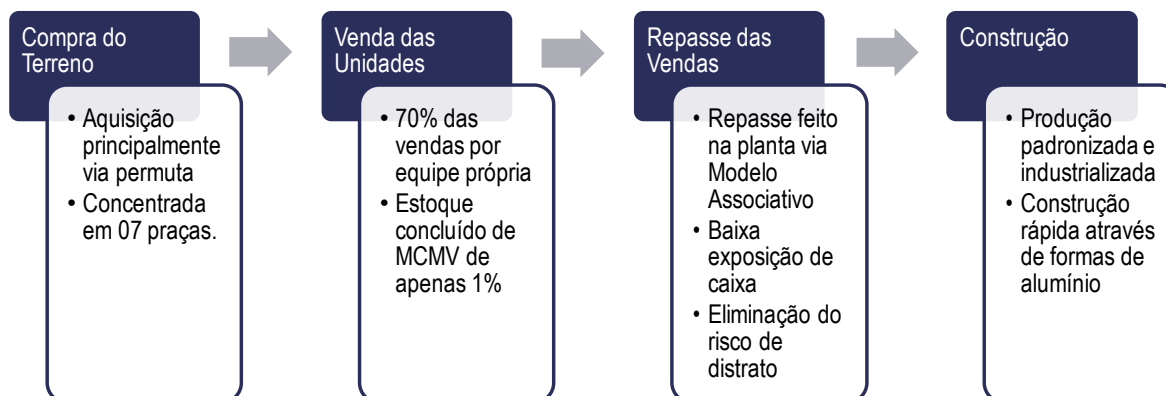 Compra do
Terreno
• Aquisição
principalmente
via permuta
• Concentrada
em 07 praças.
Venda das
Unidades
• 70% das
vendas por
equipe própria
• Estoque
concluído de
MCMV de
apenas 1%
Repasse das
Vendas
• Repasse feito
na planta via
Modelo
Associativo
• Baixa
exposição de
caixa
• Eliminação do
risco de
distrato
Construção
• Produção
padronizada e
industrializada
• Construção
rápida através
de formas de
alumínio